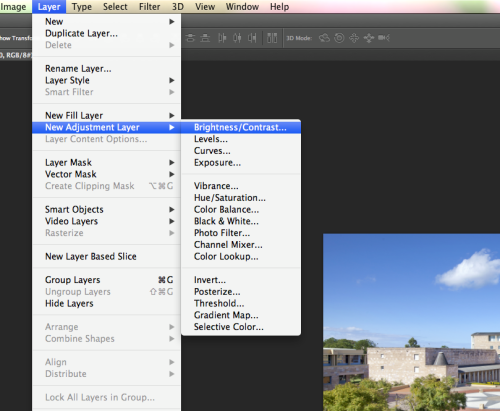 Image Layer Type Select Filter 3D View Window Help
Show Transfor
3D Mode:
0, RGB/8#
New
Duplicate Layer...
Delete
Rename Layer...
Layer Style
Smart Filter
New Fill Layer
New Adjustment Layer
Layer Content Options...
Layer Mask
Vector Mask
Create Clipping Mask ⌥⌘G
Smart Objects
Video Layers
Rasterize
New Layer Based Slice
Group Layers ⌘G
Ungroup Layers ⇧⌘G
Hide Layers
Arrange
Combine Shapes
Align
Distribute
Lock All Layers in Group...
Brightness/Contrast...
Levels...
Curves...
Exposure...
Vibrance...
Hue/Saturation...
Color Balance...
Black & White...
Photo Filter...
Channel Mixer...
Color Lookup...
Invert...
Posterize...
Threshold...
Gradient Map...
Selective Color...